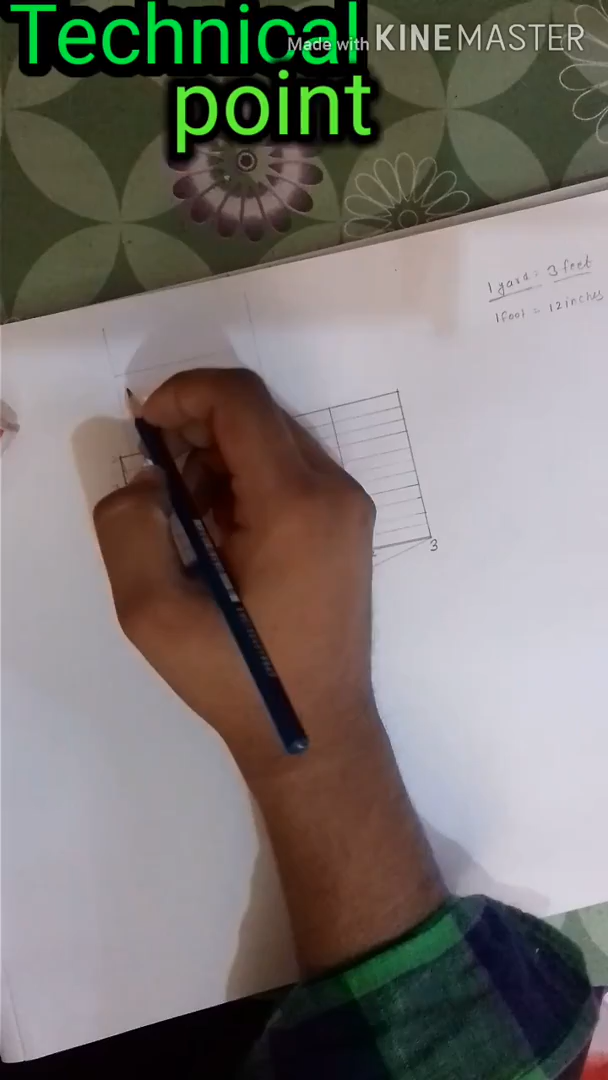 Technical
Made with KINEMASTER
point
1 yard = 3 feet
1 foot = 12 inches
3